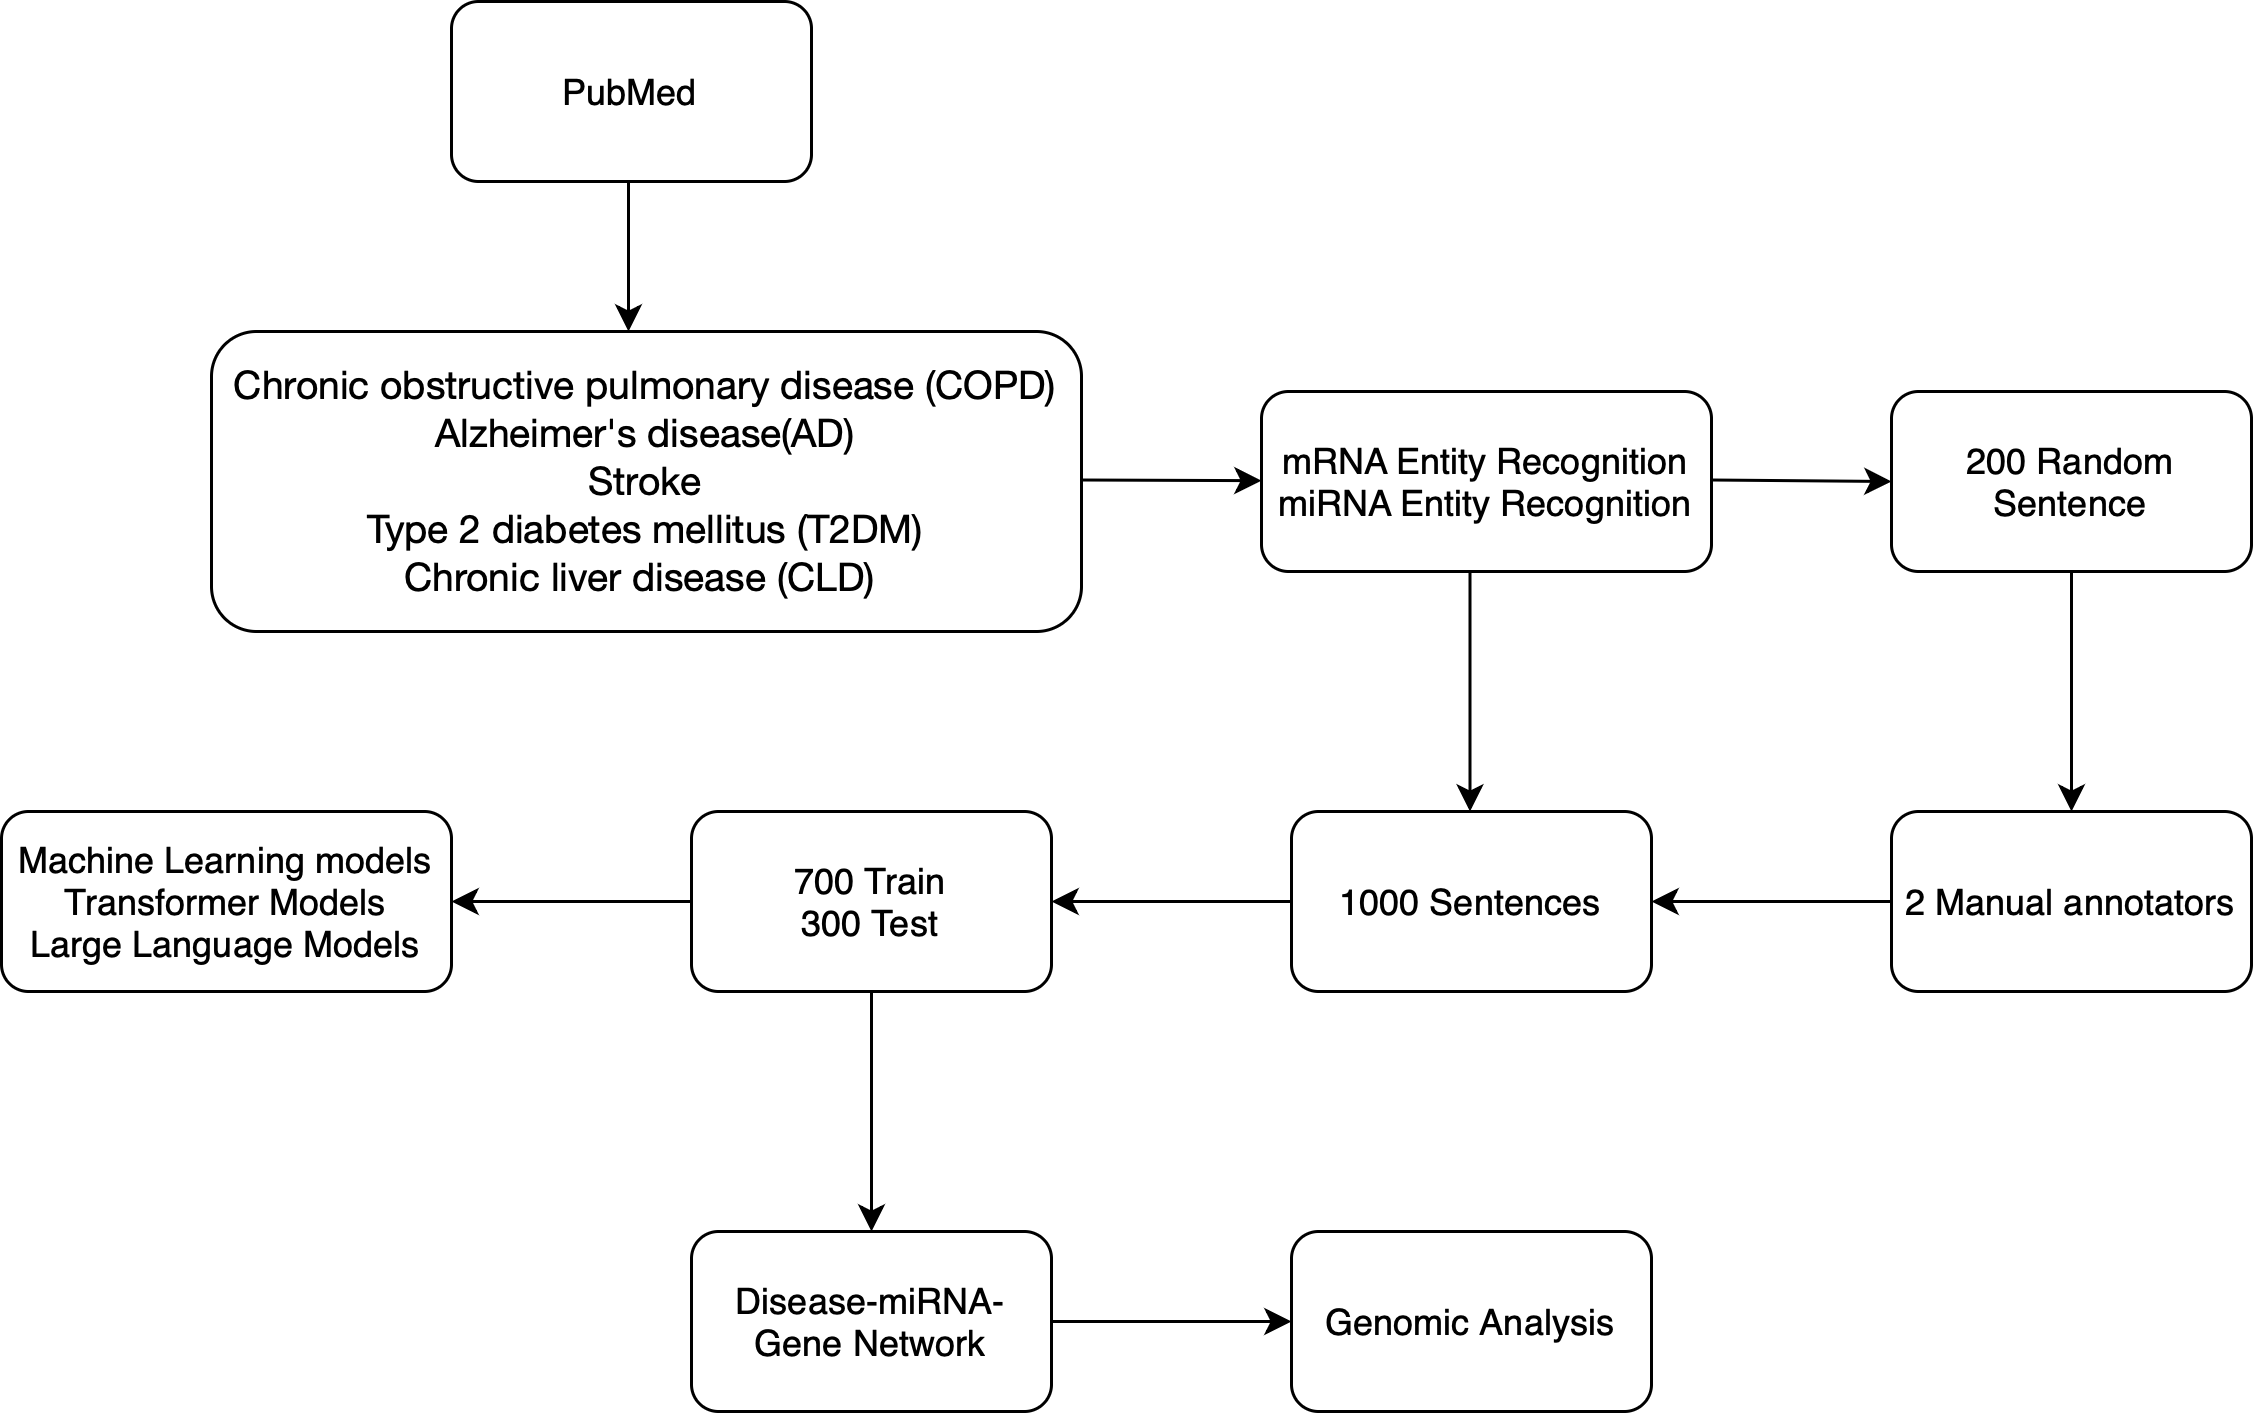 PubMed
Chronic obstructive pulmonary disease (COPD)
Alzheimer's disease(AD)
Stroke
Type 2 diabetes mellitus (T2DM)
Chronic liver disease (CLD)
mRNA Entity Recognition
miRNA Entity Recognition
200 Random
Sentence
Machine Learning models
Transformer Models
Large Language Models
700 Train
300 Test
1000 Sentences
2 Manual annotators
Disease-miRNA-
Gene Network
Genomic Analysis